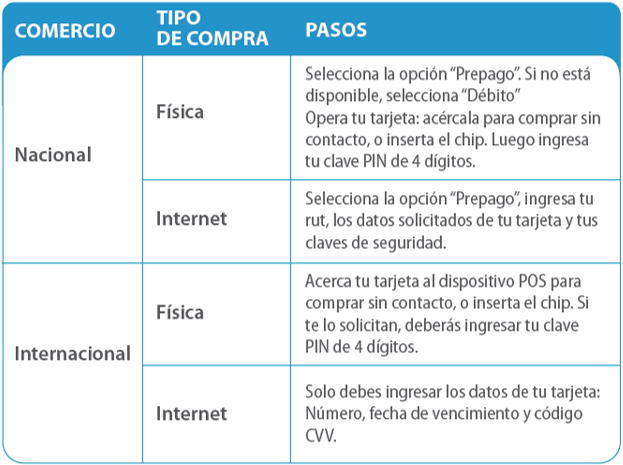 COMERCIO
TIPO
DE COMPRA
PASOS
Nacional
Física
Selecciona la opción “Prepago”. Si no está
disponible, selecciona “Débito”
Opera tu tarjeta: acércala para comprar sin
contacto, o inserta el chip. Luego ingresa
tu clave PIN de 4 dígitos.
Internet
Selecciona la opción “Prepago”, ingresa tu
rut, los datos solicitados de tu tarjeta y tus
claves de seguridad.
Internacional
Física
Acerca tu tarjeta al dispositivo POS para
comprar sin contacto, o inserta el chip. Si
te lo solicitan, deberás ingresar tu clave
PIN de 4 dígitos.
Internet
Solo debes ingresar los datos de tu tarjeta:
Número, fecha de vencimiento y código
CVV.